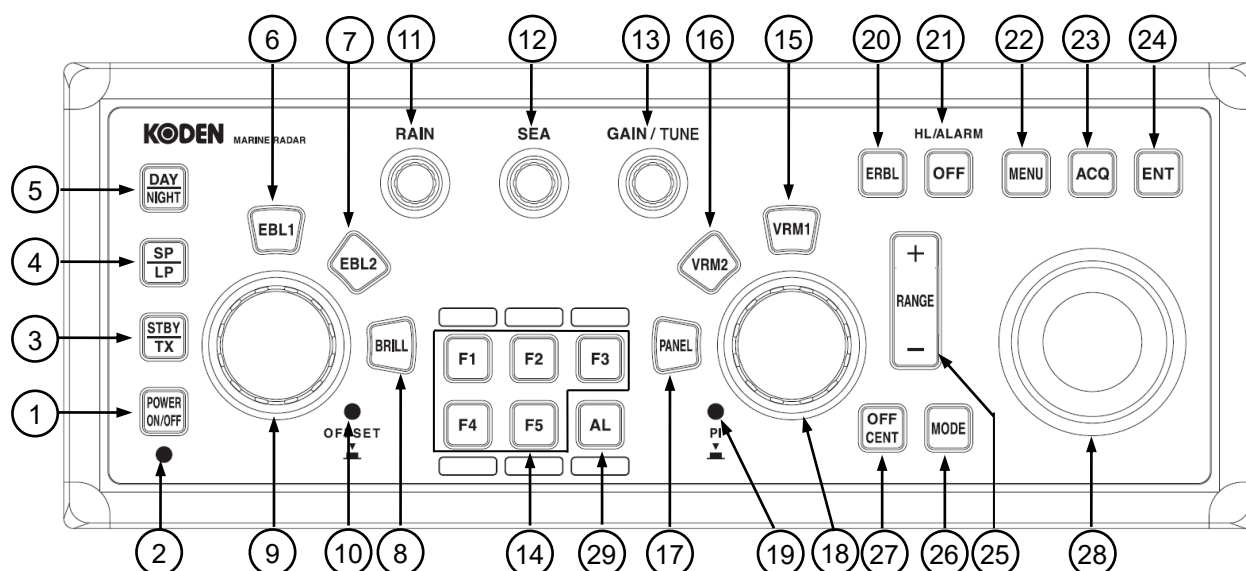 6 7 11 12 13 16 15 20 21 22 23 24
KODEN MARINE RADAR
RAIN
SEA
GAIN / TUNE
HL/ALARM
5
DAY
NIGHT
EBL1
EBL2
VRM2
VRM1
ERBL
OFF
MENU
ACQ
ENT
4
SP
LP
+
RANGE
−
3
STBY
TX
BRILL
F1
F2
F3
PANEL
1
POWER
ON/OFF
OFFSET
F4
F5
AL
PI
OFF
CENT
MODE
2 9 10 8 14 29 17 19 18 27 26 25 28